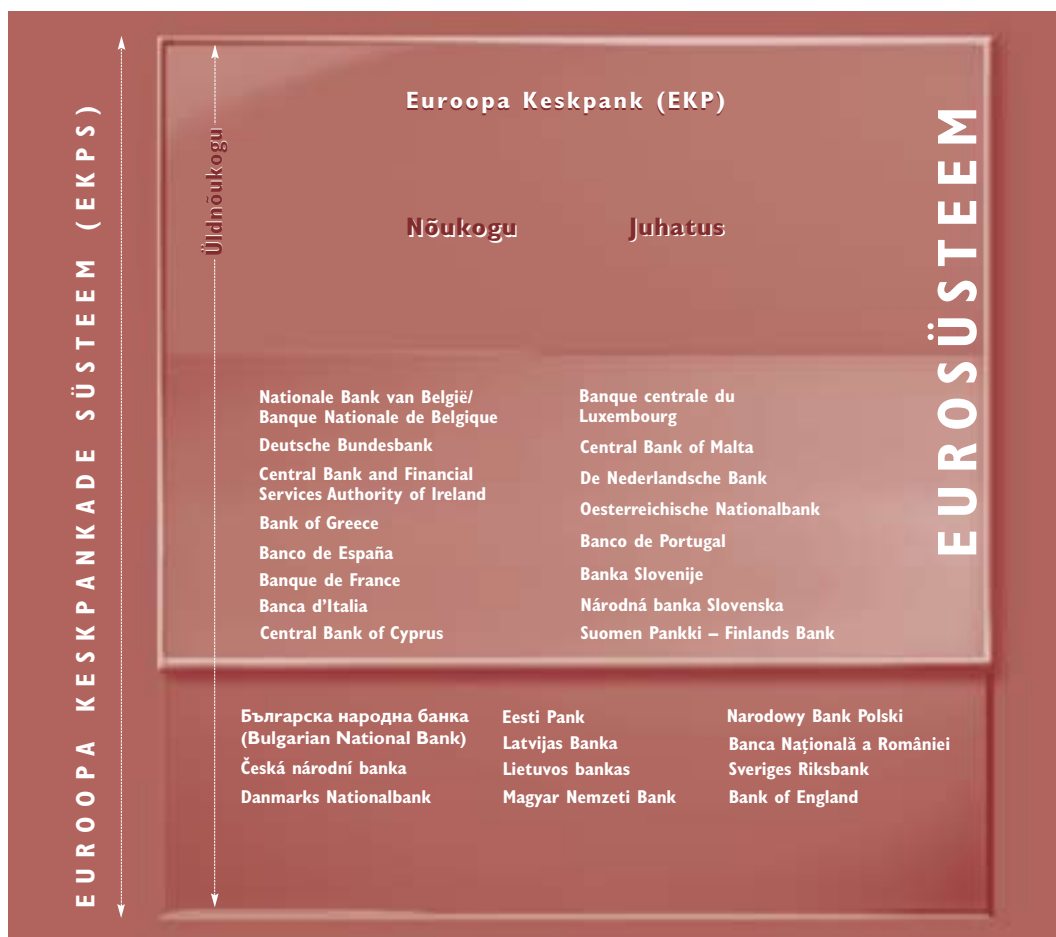 EUROOPA KESKPANKADE SÜSTEEM (EKPS)
Üldnõukogu
Euroopa Keskpank (EKP)
Nõukogu
Juhatus
EUROSÜSTEEM
Nationale Bank van België/
Banque Nationale de Belgique
Deutsche Bundesbank
Central Bank and Financial
Services Authority of Ireland
Bank of Greece
Banco de España
Banque de France
Banca d’Italia
Central Bank of Cyprus
Banque centrale du
Luxembourg
Central Bank of Malta
De Nederlandsche Bank
Oesterreichische Nationalbank
Banco de Portugal
Banka Slovenije
Národná banka Slovenska
Suomen Pankki – Finlands Bank
Българска народна банка
(Bulgarian National Bank)
Česká národní banka
Danmarks Nationalbank
Eesti Pank
Latvijas Banka
Lietuvos bankas
Magyar Nemzeti Bank
Narodowy Bank Polski
Banca Naţională a României
Sveriges Riksbank
Bank of England